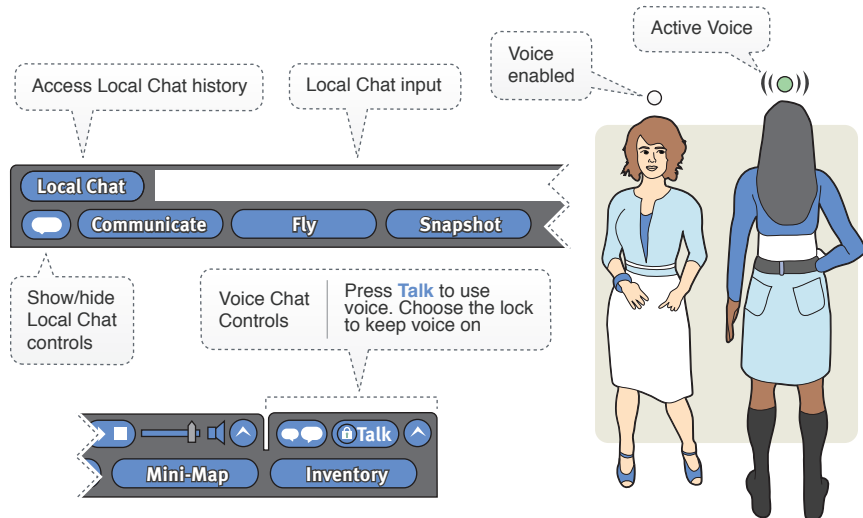 Active Voice
Voice
enabled
Access Local Chat history
Local Chat input
Local Chat
Communicate
Fly
Snapshot
Show/hide
Local Chat
controls
Voice Chat
Controls
Press Talk to use
voice. Choose the lock
to keep voice on
Talk
Mini-Map
Inventory